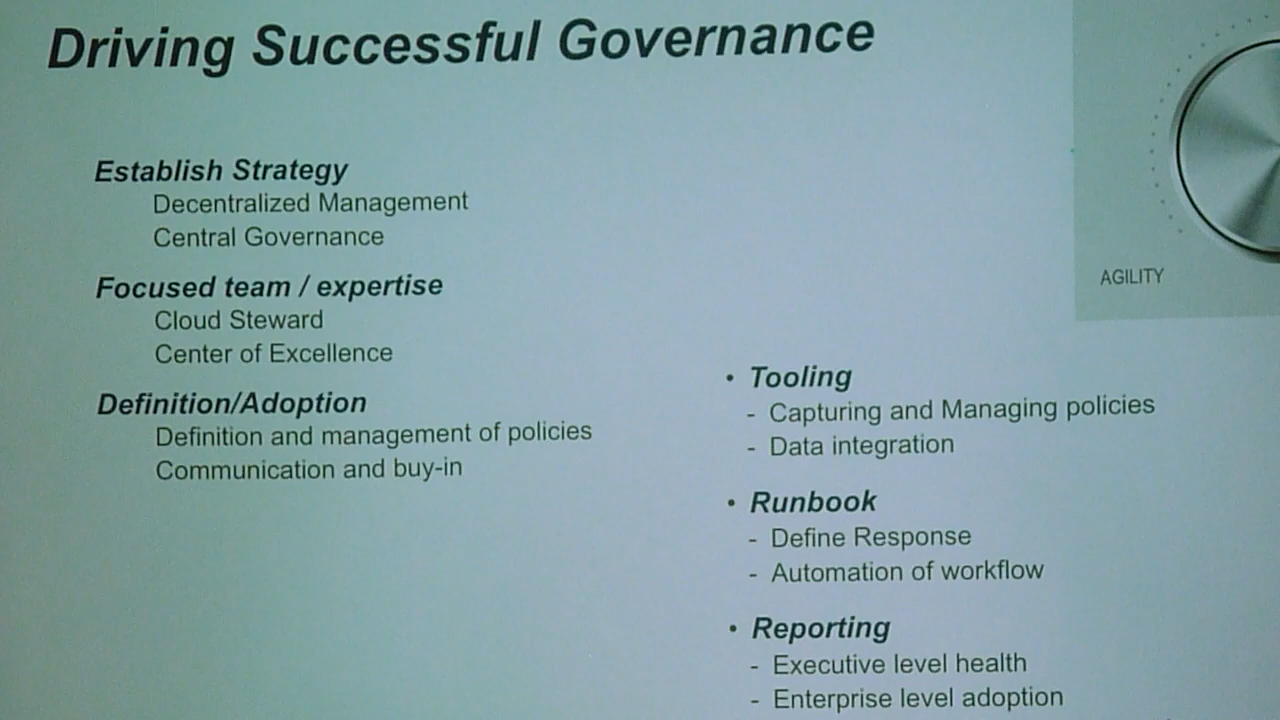 Driving Successful Governance
Establish Strategy
Decentralized Management
Central Governance
Focused team / expertise
Cloud Steward
Center of Excellence
Definition/Adoption
Definition and management of policies
Communication and buy-in
AGILITY
• Tooling
- Capturing and Managing policies
- Data integration
• Runbook
- Define Response
- Automation of workflow
• Reporting
- Executive level health
- Enterprise level adoption